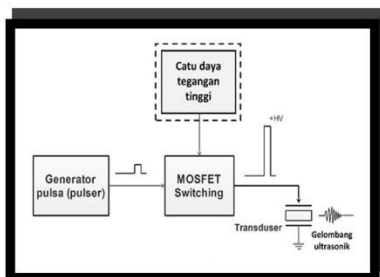 Catu daya
tegangan
tinggi
+HV
Generator
pulsa (pulser)
MOSFET
Switching
Transduser
Gelombang
ultrasonik